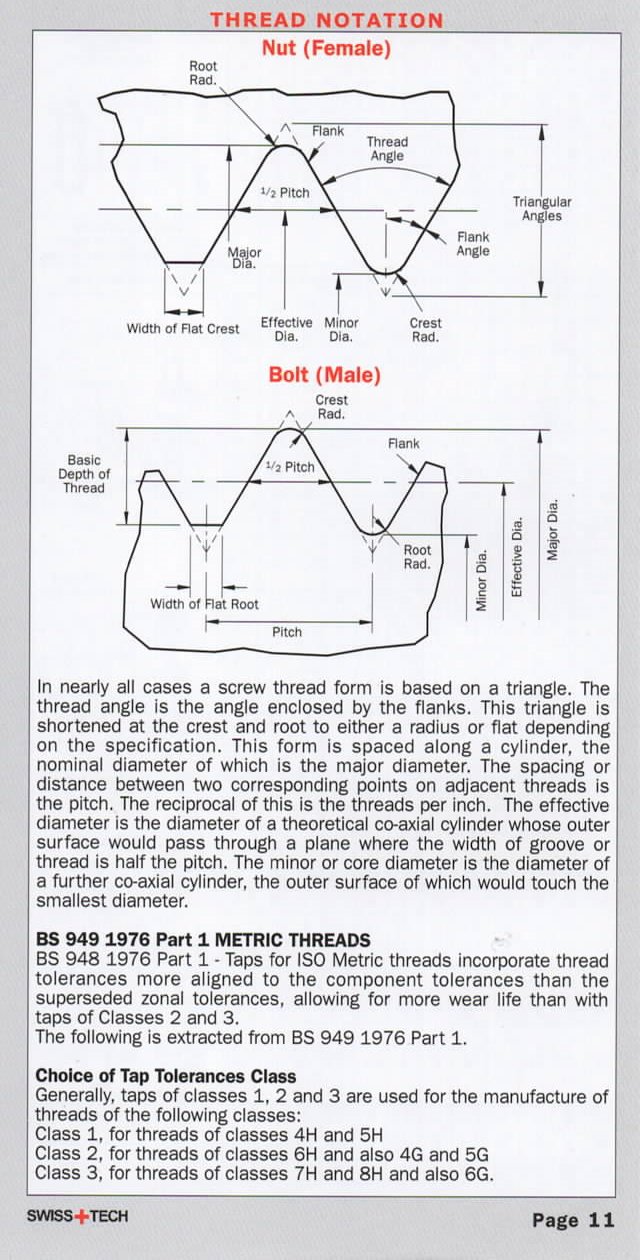 THREAD NOTATION
Nut (Female)
Root
Rad.
Flank
Thread
Angle
1/2 Pitch
Triangular
Angles
Flank
Angle
Major
Dia.
Width of Flat Crest
Effective
Dia.
Minor
Dia.
Crest
Rad.
Bolt (Male)
Crest
Rad.
Flank
Basic
Depth of
Thread
1/2 Pitch
Root
Rad.
Minor Dia.
Effective Dia.
Major Dia.
Width of Flat Root
Pitch
In nearly all cases a screw thread form is based on a triangle. The
thread angle is the angle enclosed by the flanks. This triangle is
shortened at the crest and root to either a radius or flat depending
on the specification. This form is spaced along a cylinder, the
nominal diameter of which is the major diameter. The spacing or
distance between two corresponding points on adjacent threads is
the pitch. The reciprocal of this is the threads per inch. The effective
diameter is the diameter of a theoretical co-axial cylinder whose outer
surface would pass through a plane where the width of groove or
thread is half the pitch. The minor or core diameter is the diameter of
a further co-axial cylinder, the outer surface of which would touch the
smallest diameter.
BS 949 1976 Part 1 METRIC THREADS
BS 948 1976 Part 1 - Taps for ISO Metric threads incorporate thread
tolerances more aligned to the component tolerances than the
superseded zonal tolerances, allowing for more wear life than with
taps of Classes 2 and 3.
The following is extracted from BS 949 1976 Part 1.
Choice of Tap Tolerances Class
Generally, taps of classes 1, 2 and 3 are used for the manufacture of
threads of the following classes:
Class 1, for threads of classes 4H and 5H
Class 2, for threads of classes 6H and also 4G and 5G
Class 3, for threads of classes 7H and 8H and also 6G.
SWISS+TECH
Page 11